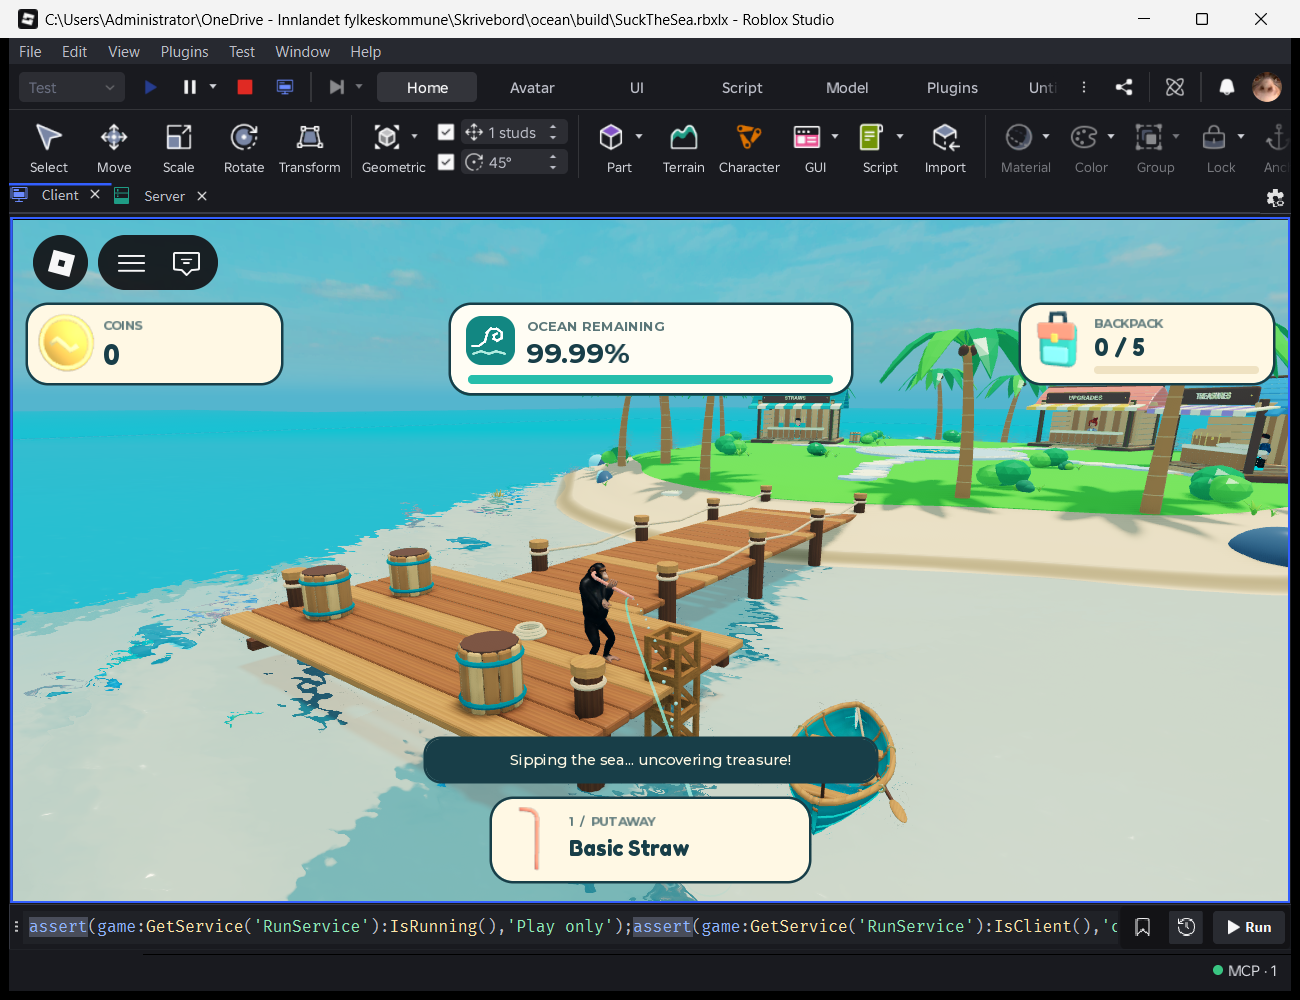 C:\Users\Administrator\OneDrive - Innlandet fylkeskommune\Skrivebord\ocean\build\SuckTheSea.rbxlx - Roblox Studio
File Edit View Plugins Test Window Help
Test Home Avatar UI Script Model Plugins Unti
1 studs
45°
Select Move Scale Rotate Transform Geometric Part Terrain Character GUI Script Import Material Color Group Lock Anc
Client Server
COINS
0
OCEAN REMAINING
99.99%
BACKPACK
0 / 5
STRAWS
UPGRADES
TREASURES
Sipping the sea... uncovering treasure!
1 / PUT AWAY
Basic Straw
assert(game:GetService('RunService'):IsRunning(),'Play only');assert(game:GetService('RunService'):IsClient(),'c
Run
MCP · 1